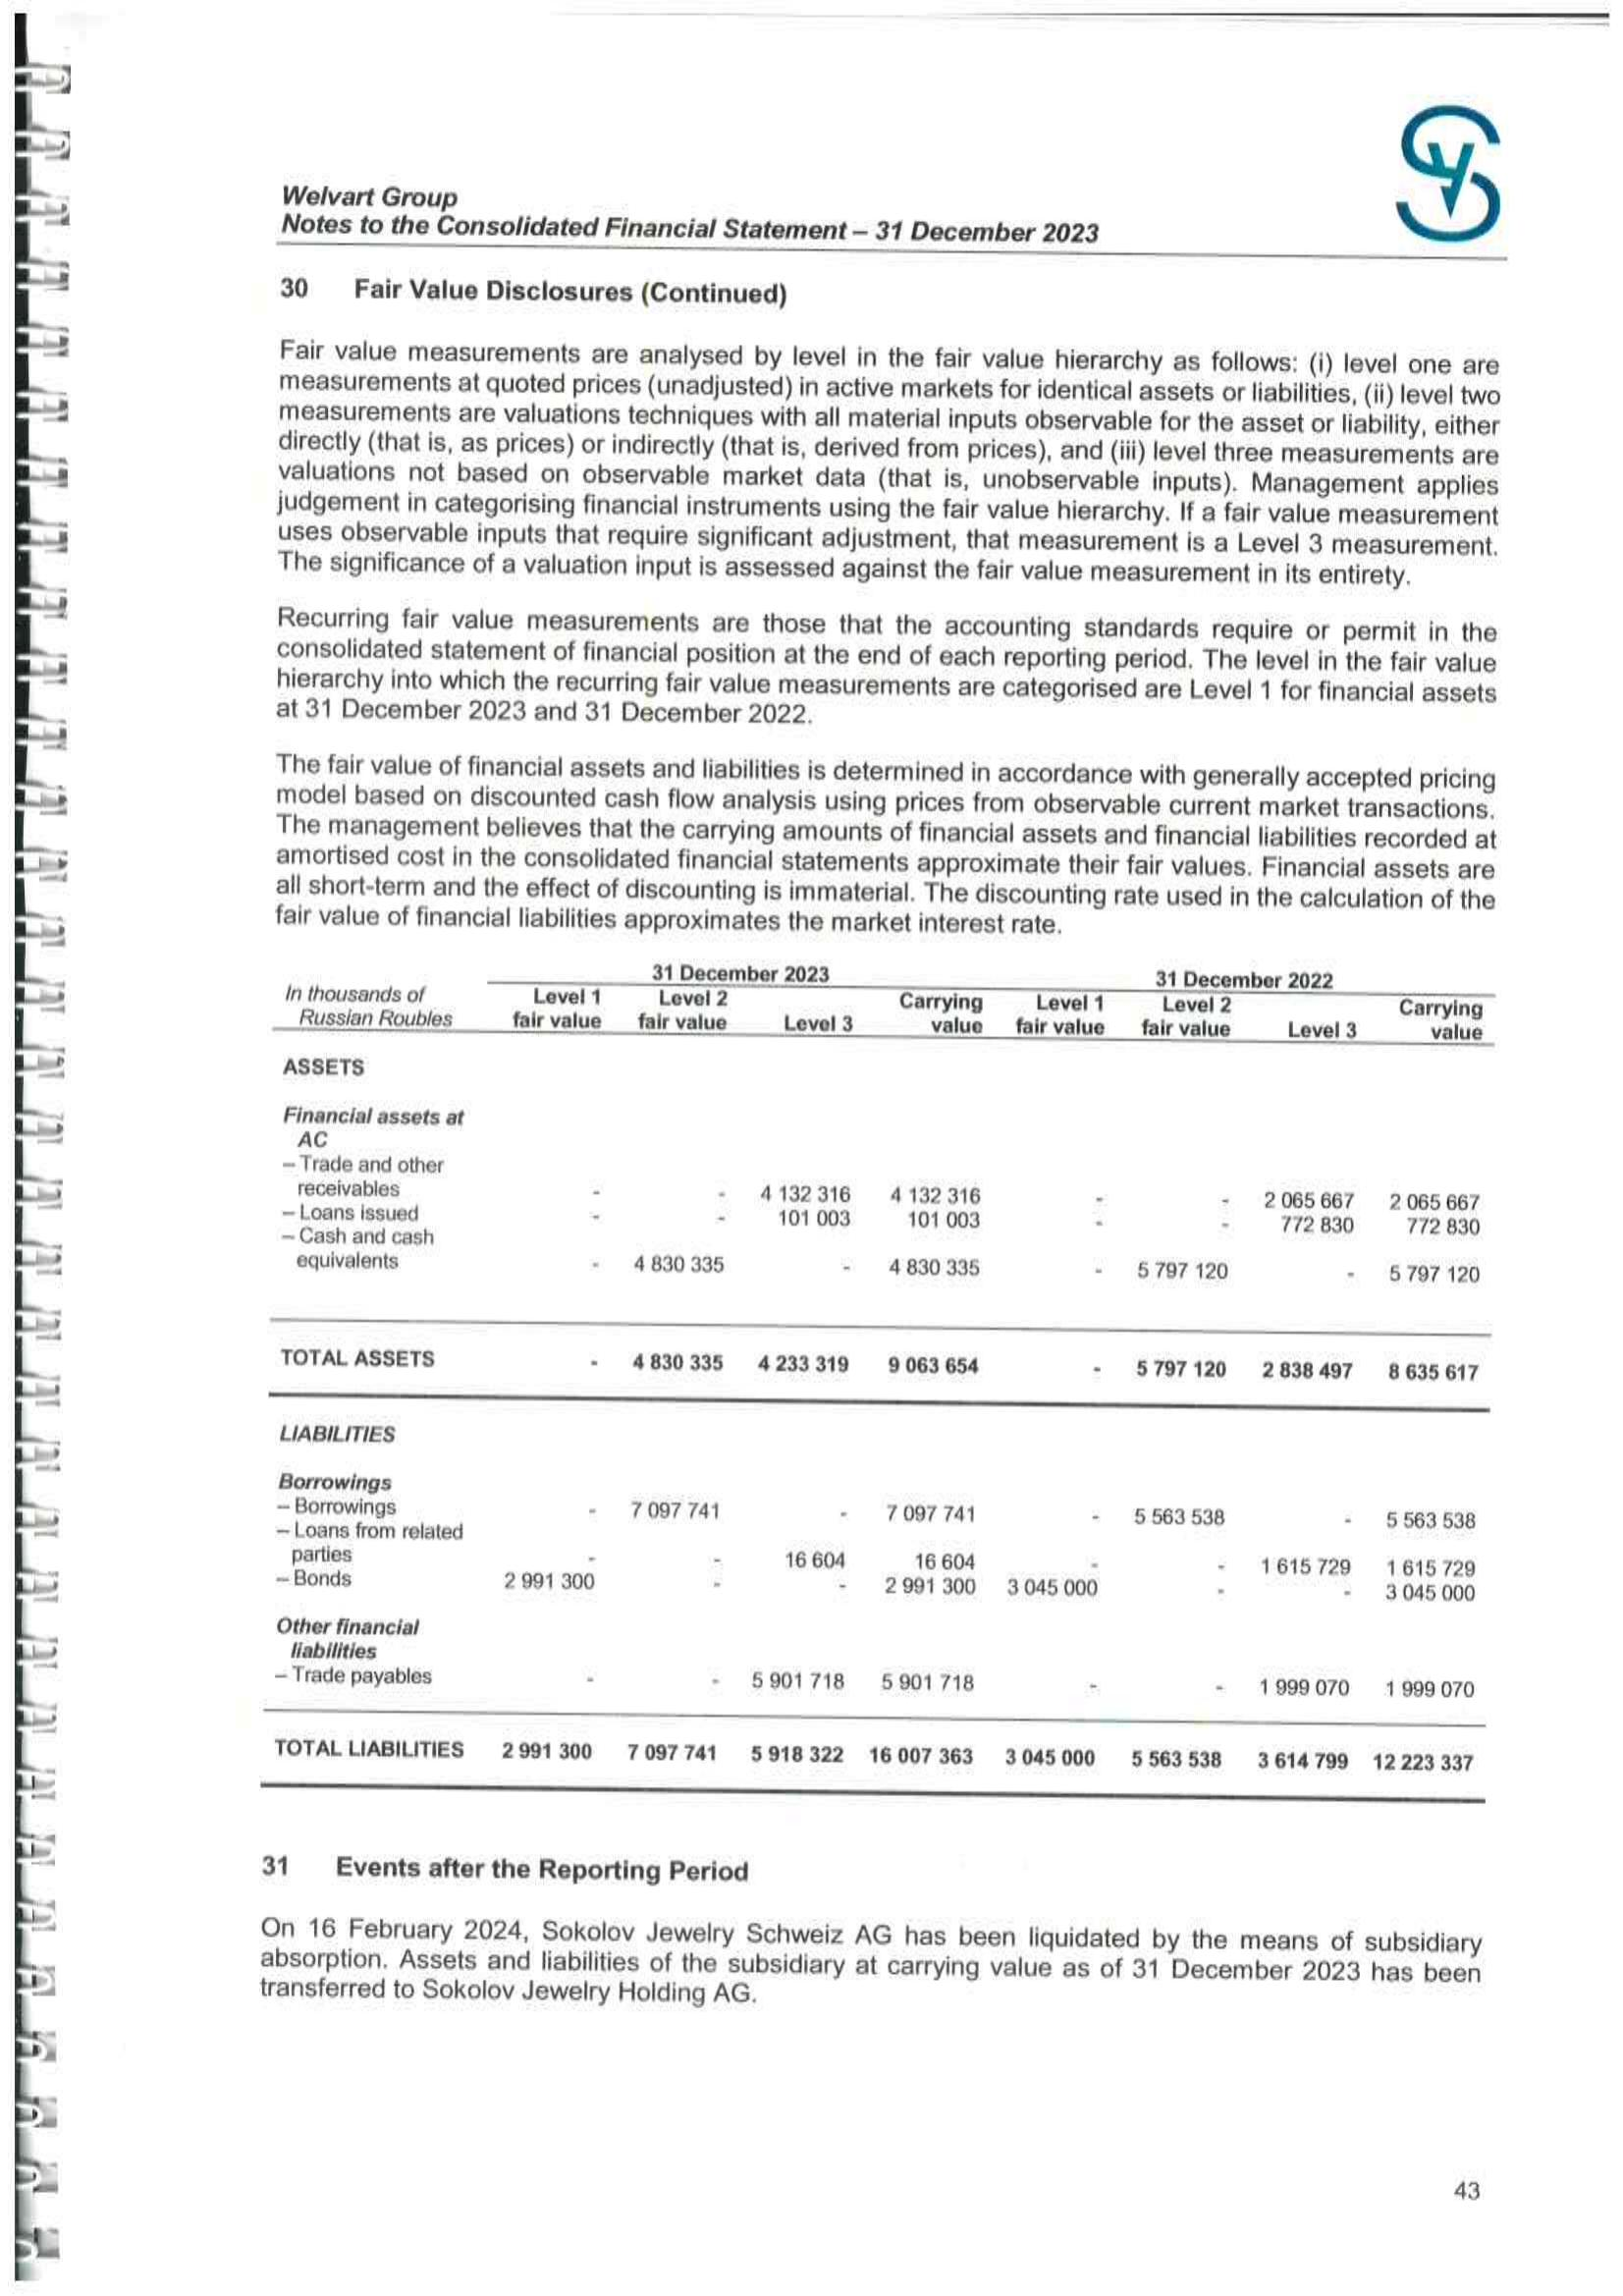 Welvart Group
Notes to the Consolidated Financial Statement – 31 December 2023
30 Fair Value Disclosures (Continued)
Fair value measurements are analysed by level in the fair value hierarchy as follows: (i) level one are
measurements at quoted prices (unadjusted) in active markets for identical assets or liabilities, (ii) level two
measurements are valuations techniques with all material inputs observable for the asset or liability, either
directly (that is, as prices) or indirectly (that is, derived from prices), and (iii) level three measurements are
valuations not based on observable market data (that is, unobservable inputs). Management applies
judgement in categorising financial instruments using the fair value hierarchy. If a fair value measurement
uses observable inputs that require significant adjustment, that measurement is a Level 3 measurement.
The significance of a valuation input is assessed against the fair value measurement in its entirety.
Recurring fair value measurements are those that the accounting standards require or permit in the
consolidated statement of financial position at the end of each reporting period. The level in the fair value
hierarchy into which the recurring fair value measurements are categorised are Level 1 for financial assets
at 31 December 2023 and 31 December 2022.
The fair value of financial assets and liabilities is determined in accordance with generally accepted pricing
model based on discounted cash flow analysis using prices from observable current market transactions.
The management believes that the carrying amounts of financial assets and financial liabilities recorded at
amortised cost in the consolidated financial statements approximate their fair values. Financial assets are
all short-term and the effect of discounting is immaterial. The discounting rate used in the calculation of the
fair value of financial liabilities approximates the market interest rate.
31 December 2023 31 December 2022
In thousands of Level 1 Level 2 Carrying Level 1 Level 2 Carrying
Russian Roubles fair value fair value Level 3 value fair value fair value Level 3 value
ASSETS
Financial assets at
AC
– Trade and other
receivables - - 4 132 316 4 132 316 - - 2 065 667 2 065 667
– Loans issued - - 101 003 101 003 - - 772 830 772 830
– Cash and cash
equivalents - 4 830 335 - 4 830 335 - 5 797 120 - 5 797 120
TOTAL ASSETS - 4 830 335 4 233 319 9 063 654 - 5 797 120 2 838 497 8 635 617
LIABILITIES
Borrowings
– Borrowings - 7 097 741 - 7 097 741 - 5 563 538 - 5 563 538
– Loans from related
parties - - 16 604 16 604 - - 1 615 729 1 615 729
– Bonds 2 991 300 - - 2 991 300 3 045 000 - - 3 045 000
Other financial
liabilities
– Trade payables - - 5 901 718 5 901 718 - - 1 999 070 1 999 070
TOTAL LIABILITIES 2 991 300 7 097 741 5 918 322 16 007 363 3 045 000 5 563 538 3 614 799 12 223 337
31 Events after the Reporting Period
On 16 February 2024, Sokolov Jewelry Schweiz AG has been liquidated by the means of subsidiary
absorption. Assets and liabilities of the subsidiary at carrying value as of 31 December 2023 has been
transferred to Sokolov Jewelry Holding AG.
43